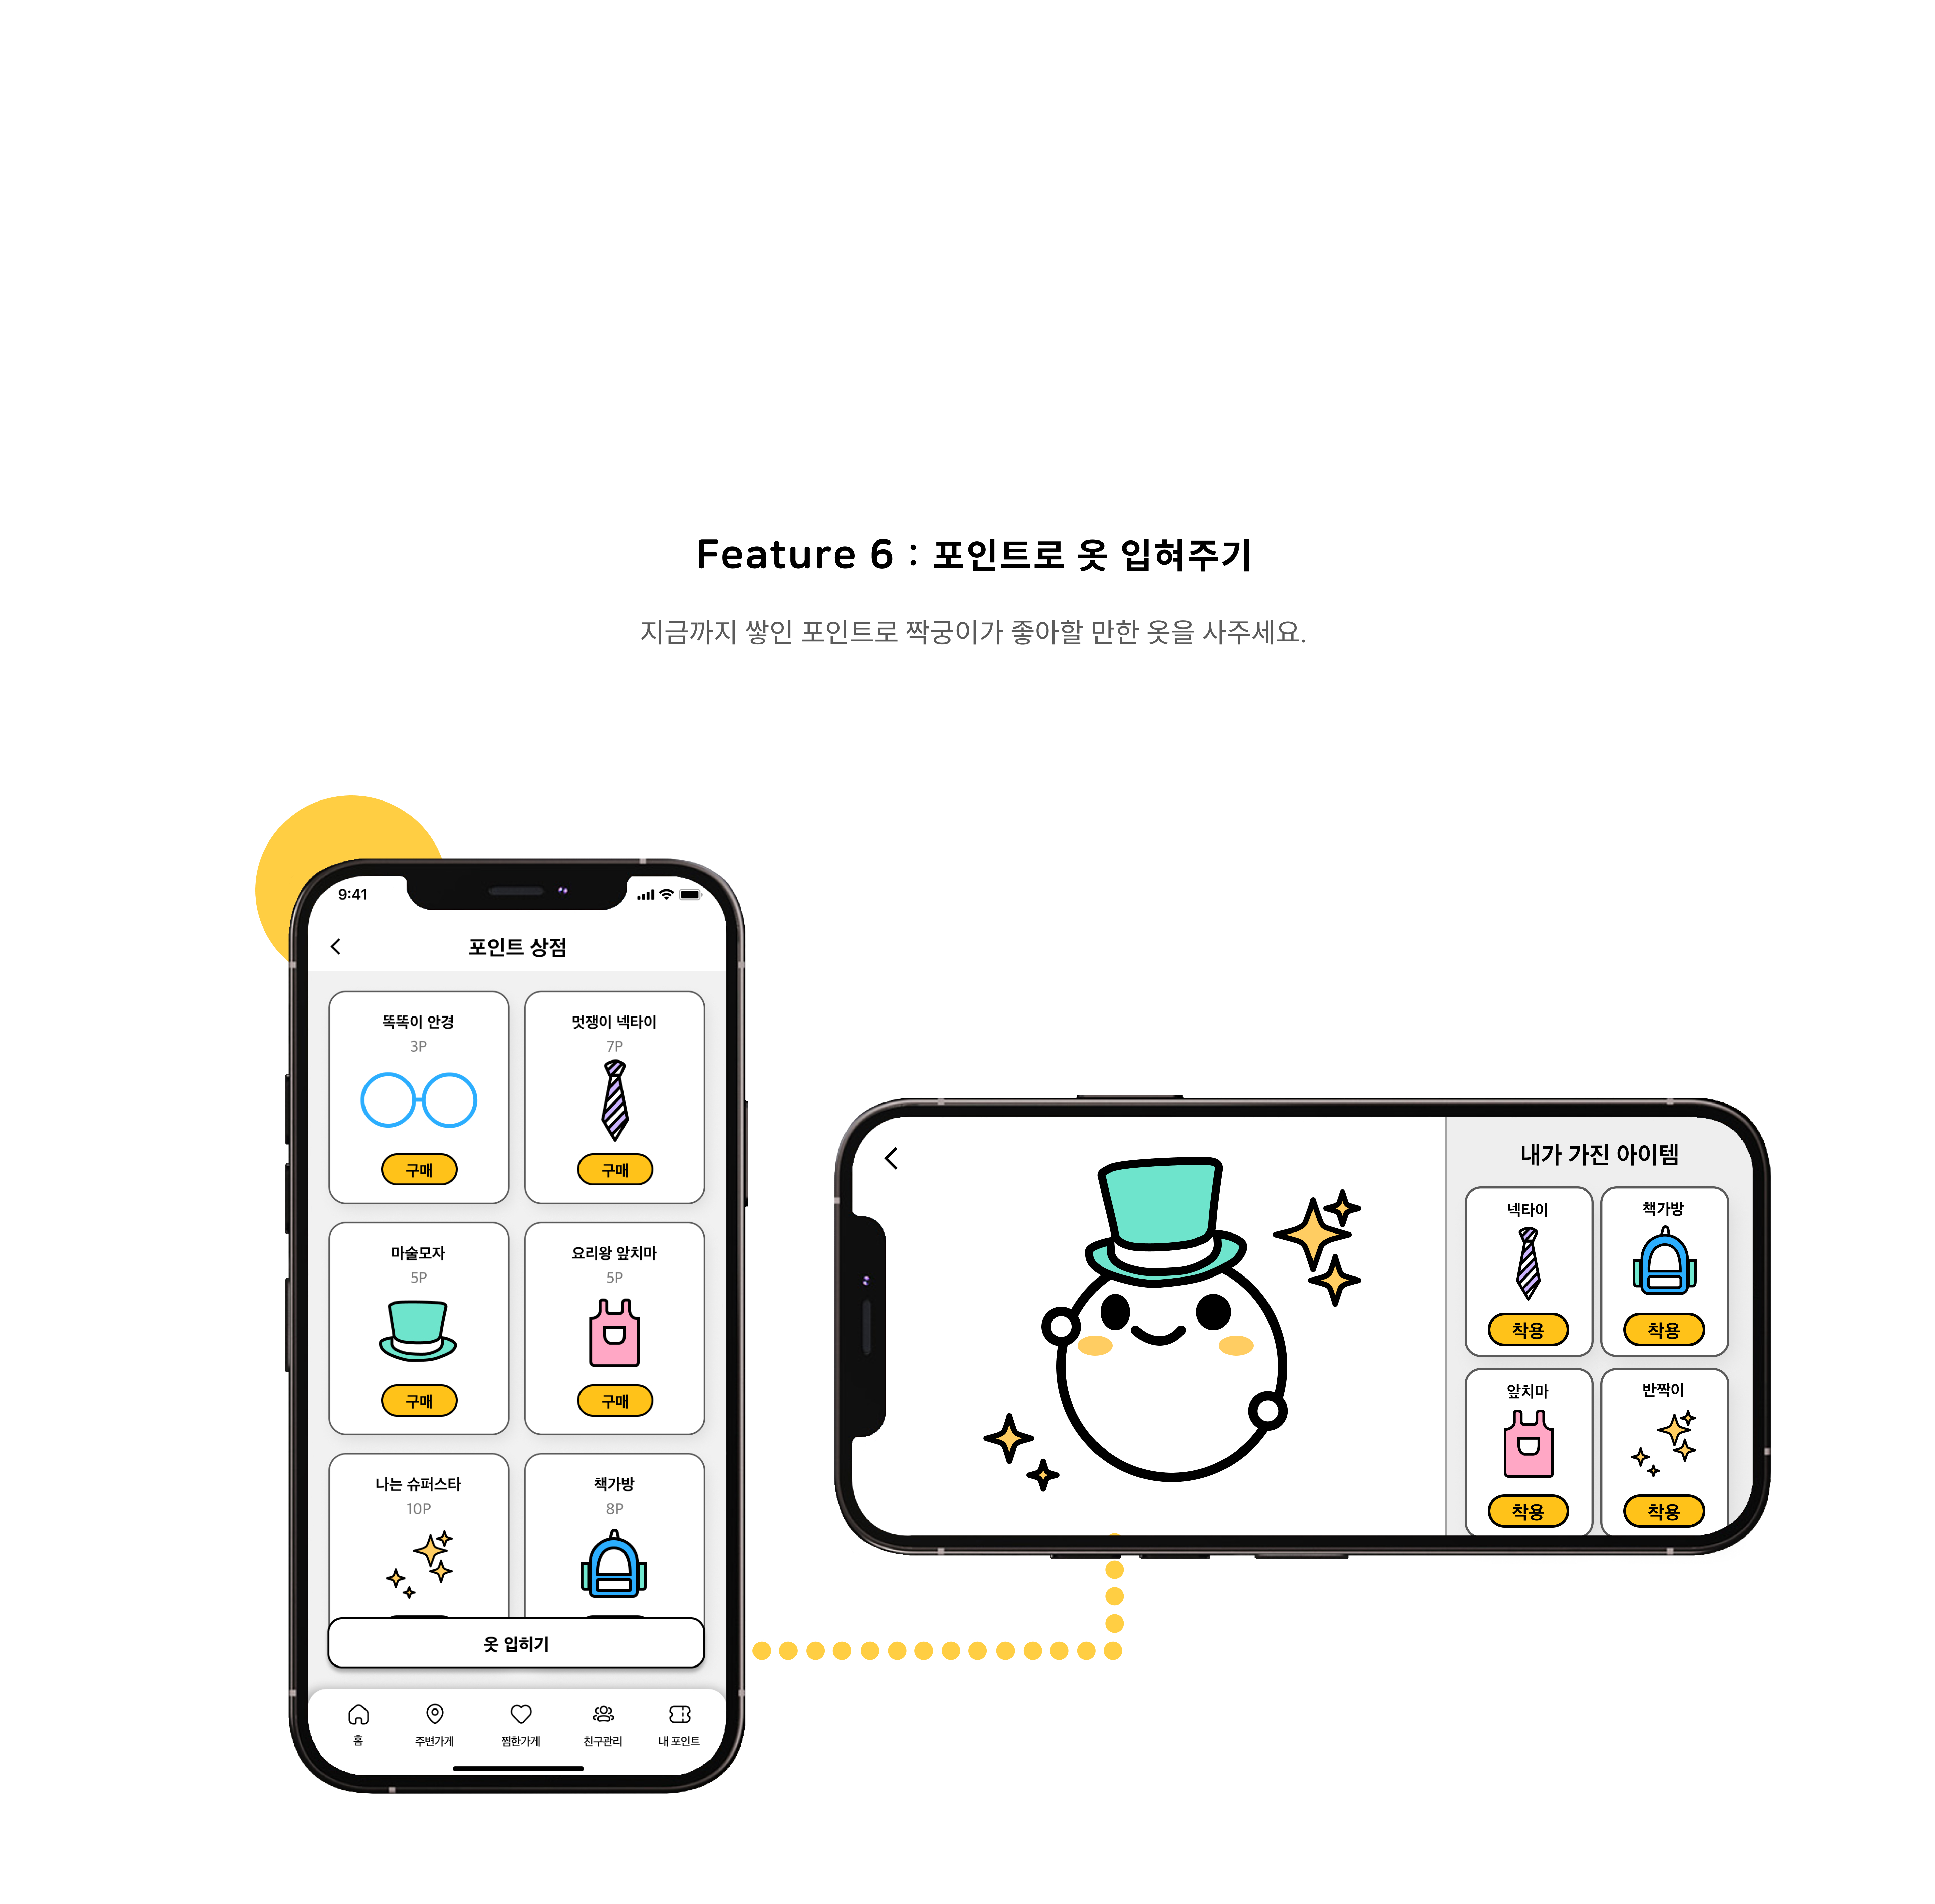 Feature 6 : 포인트로 옷 입혀주기
지금까지 쌓인 포인트로 짝궁이가 좋아할 만한 옷을 사주세요.
9:41
포인트 상점
똑똑이 안경
3P
구매
멋쟁이 넥타이
7P
구매
마술모자
5P
구매
요리왕 앞치마
5P
구매
나는 슈퍼스타
10P
책가방
8P
옷 입히기
홈
주변가게
찜한가게
친구관리
내 포인트
내가 가진 아이템
넥타이
착용
책가방
착용
앞치마
착용
반짝이
착용